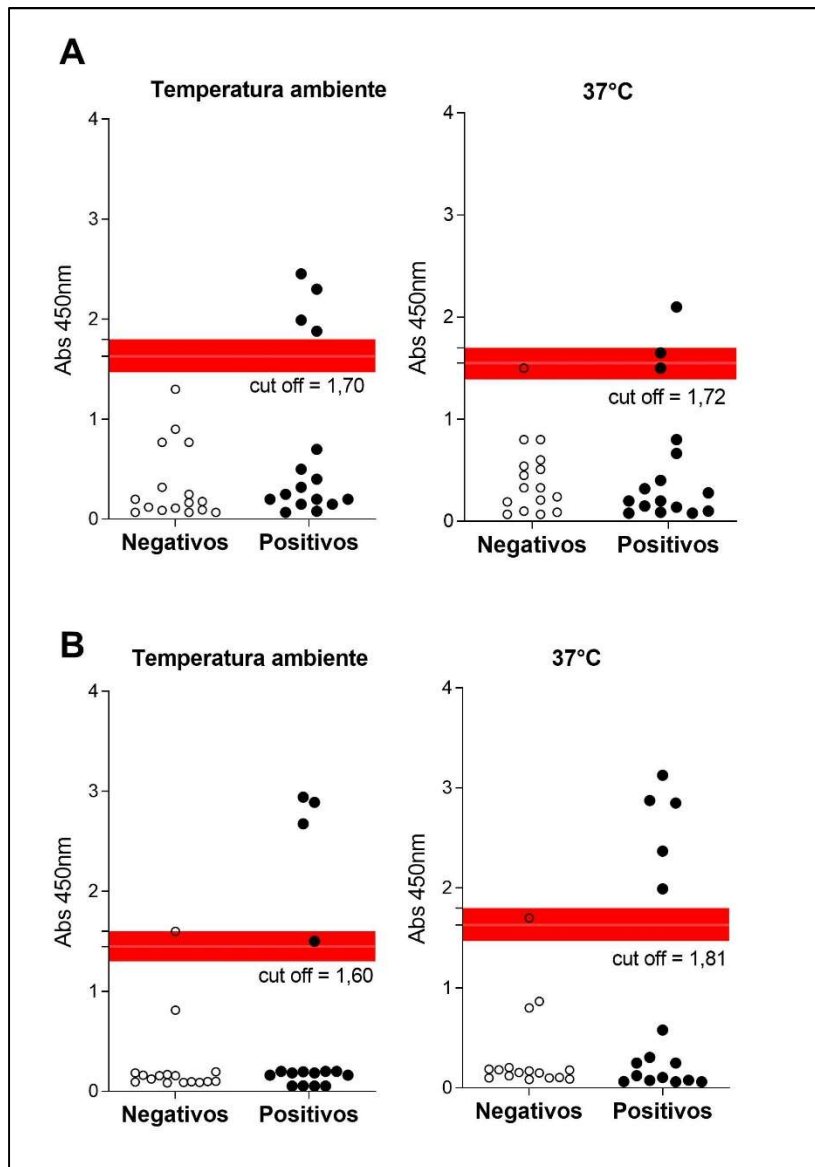 A
Temperatura ambiente
37°C
4
3
2
1
0
Abs 450nm
cut off = 1,70
Negativos
Positivos
4
3
2
1
0
Abs 450nm
cut off = 1,72
Negativos
Positivos
B
Temperatura ambiente
37°C
4
3
2
1
0
Abs 450nm
cut off = 1,60
Negativos
Positivos
4
3
2
1
0
Abs 450nm
cut off = 1,81
Negativos
Positivos